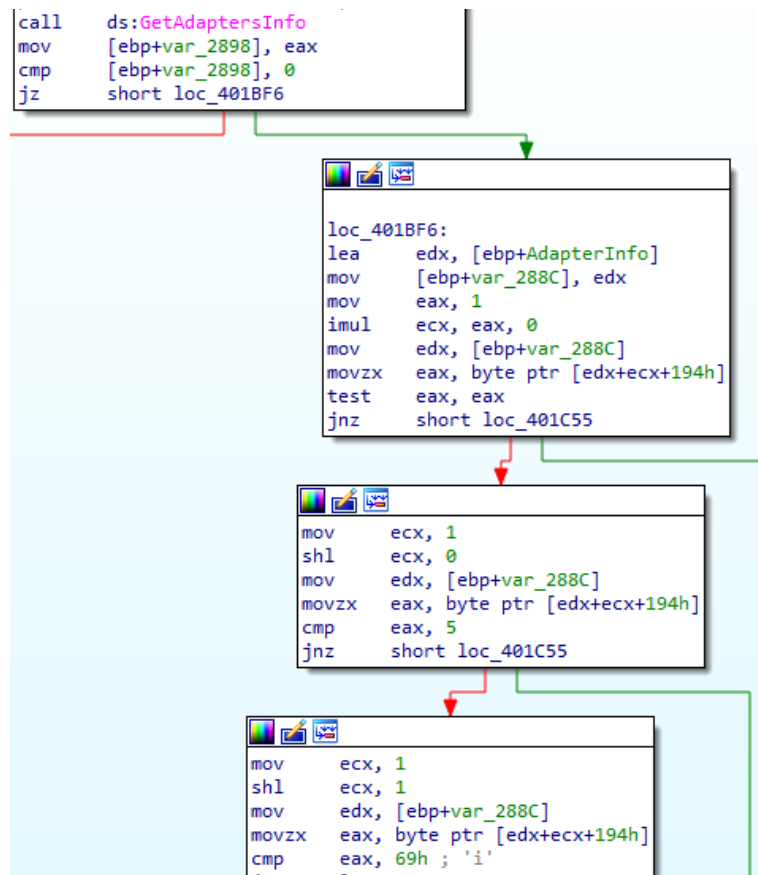 call    ds:GetAdaptersInfo
mov     [ebp+var_2898], eax
cmp     [ebp+var_2898], 0
jz      short loc_401BF6
loc_401BF6:
lea     edx, [ebp+AdapterInfo]
mov     [ebp+var_288C], edx
mov     eax, 1
imul    ecx, eax, 0
mov     edx, [ebp+var_288C]
movzx   eax, byte ptr [edx+ecx+194h]
test    eax, eax
jnz     short loc_401C55
mov     ecx, 1
shl     ecx, 0
mov     edx, [ebp+var_288C]
movzx   eax, byte ptr [edx+ecx+194h]
cmp     eax, 5
jnz     short loc_401C55
mov     ecx, 1
shl     ecx, 1
mov     edx, [ebp+var_288C]
movzx   eax, byte ptr [edx+ecx+194h]
cmp     eax, 69h ; 'i'